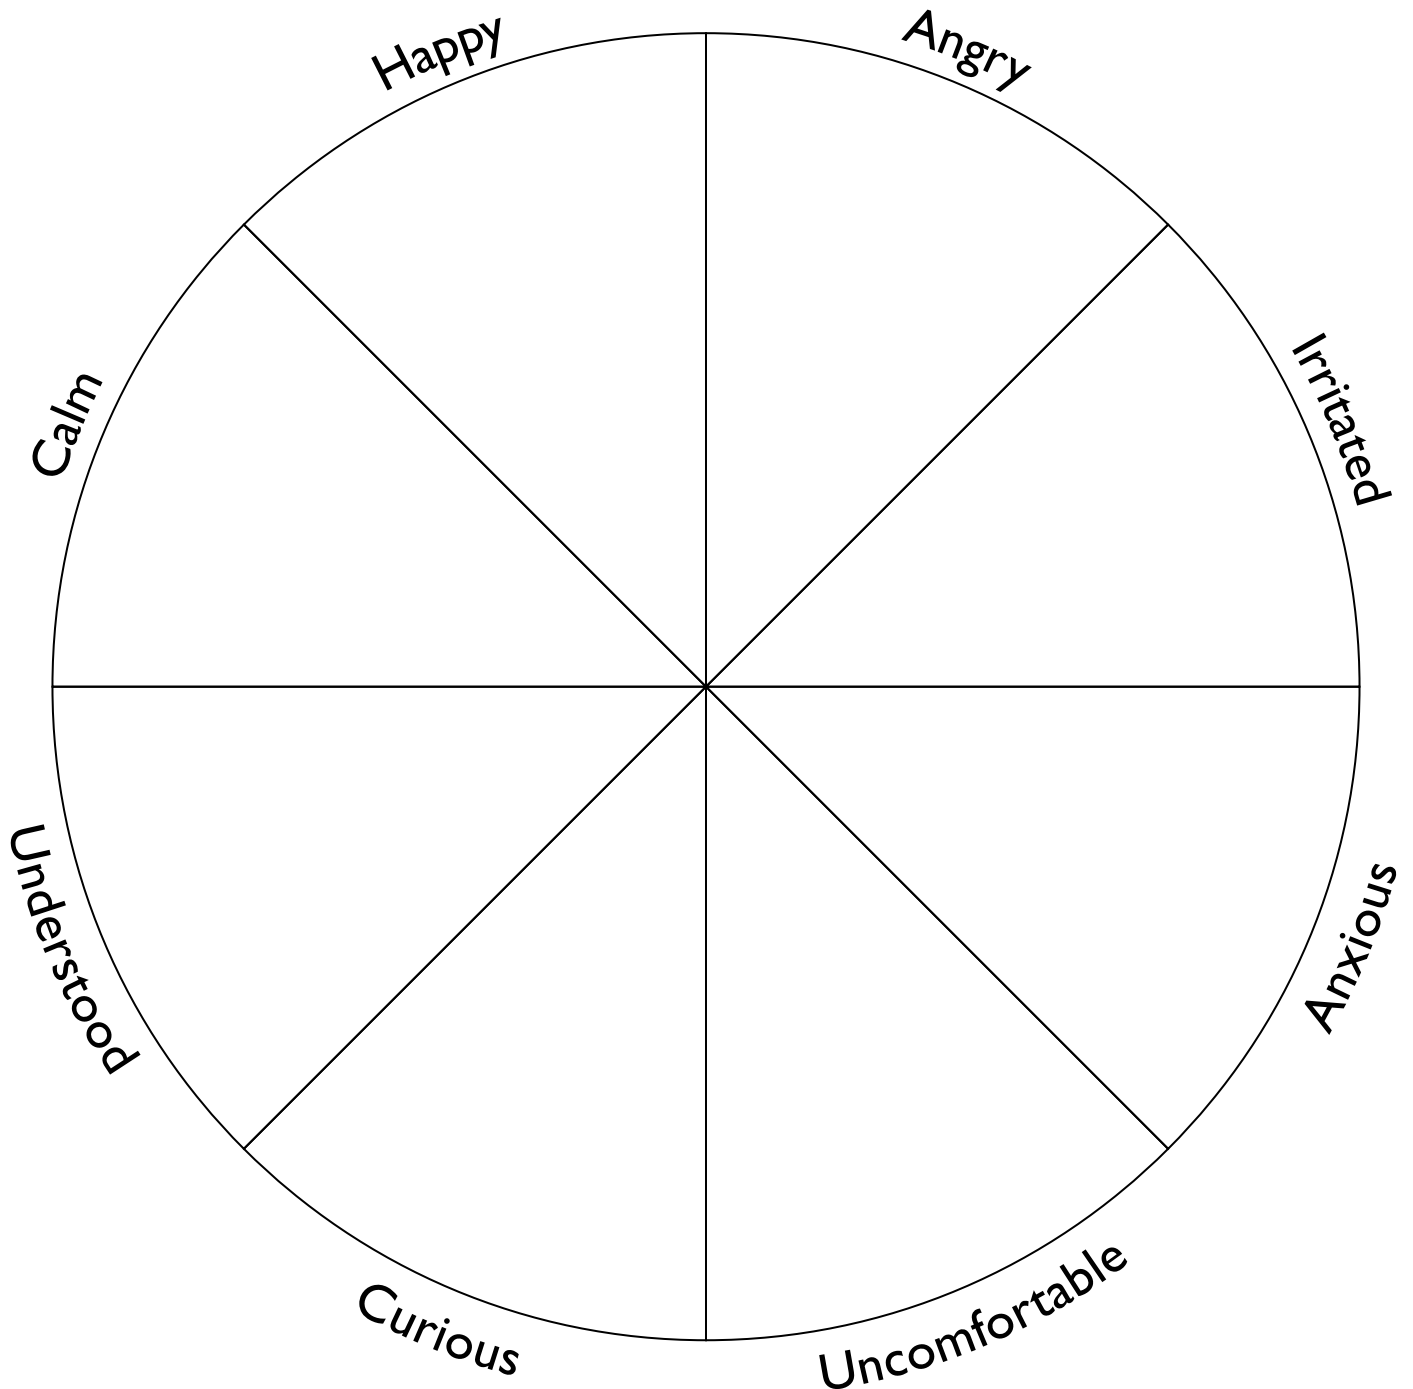 Happy
Angry
Calm
Irritated
Understood
Anxious
Curious
Uncomfortable